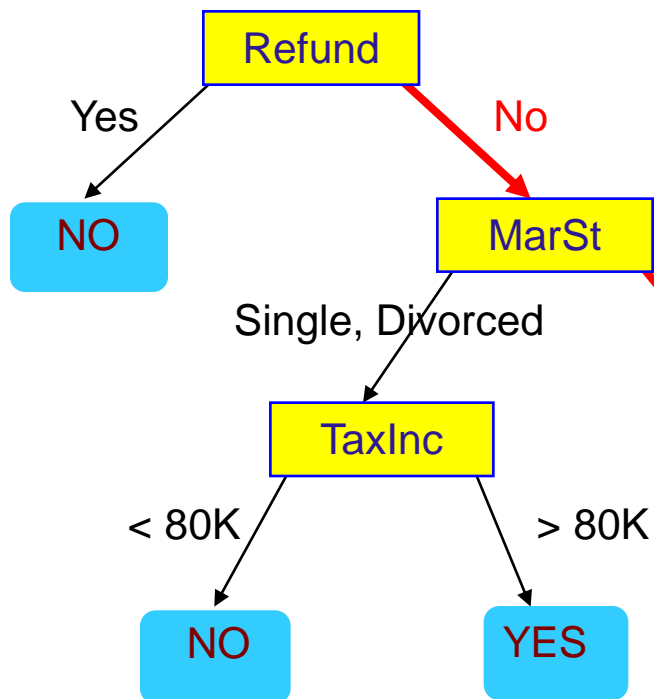 Refund
Yes
No
NO
MarSt
Single, Divorced
TaxInc
< 80K
> 80K
NO
YES